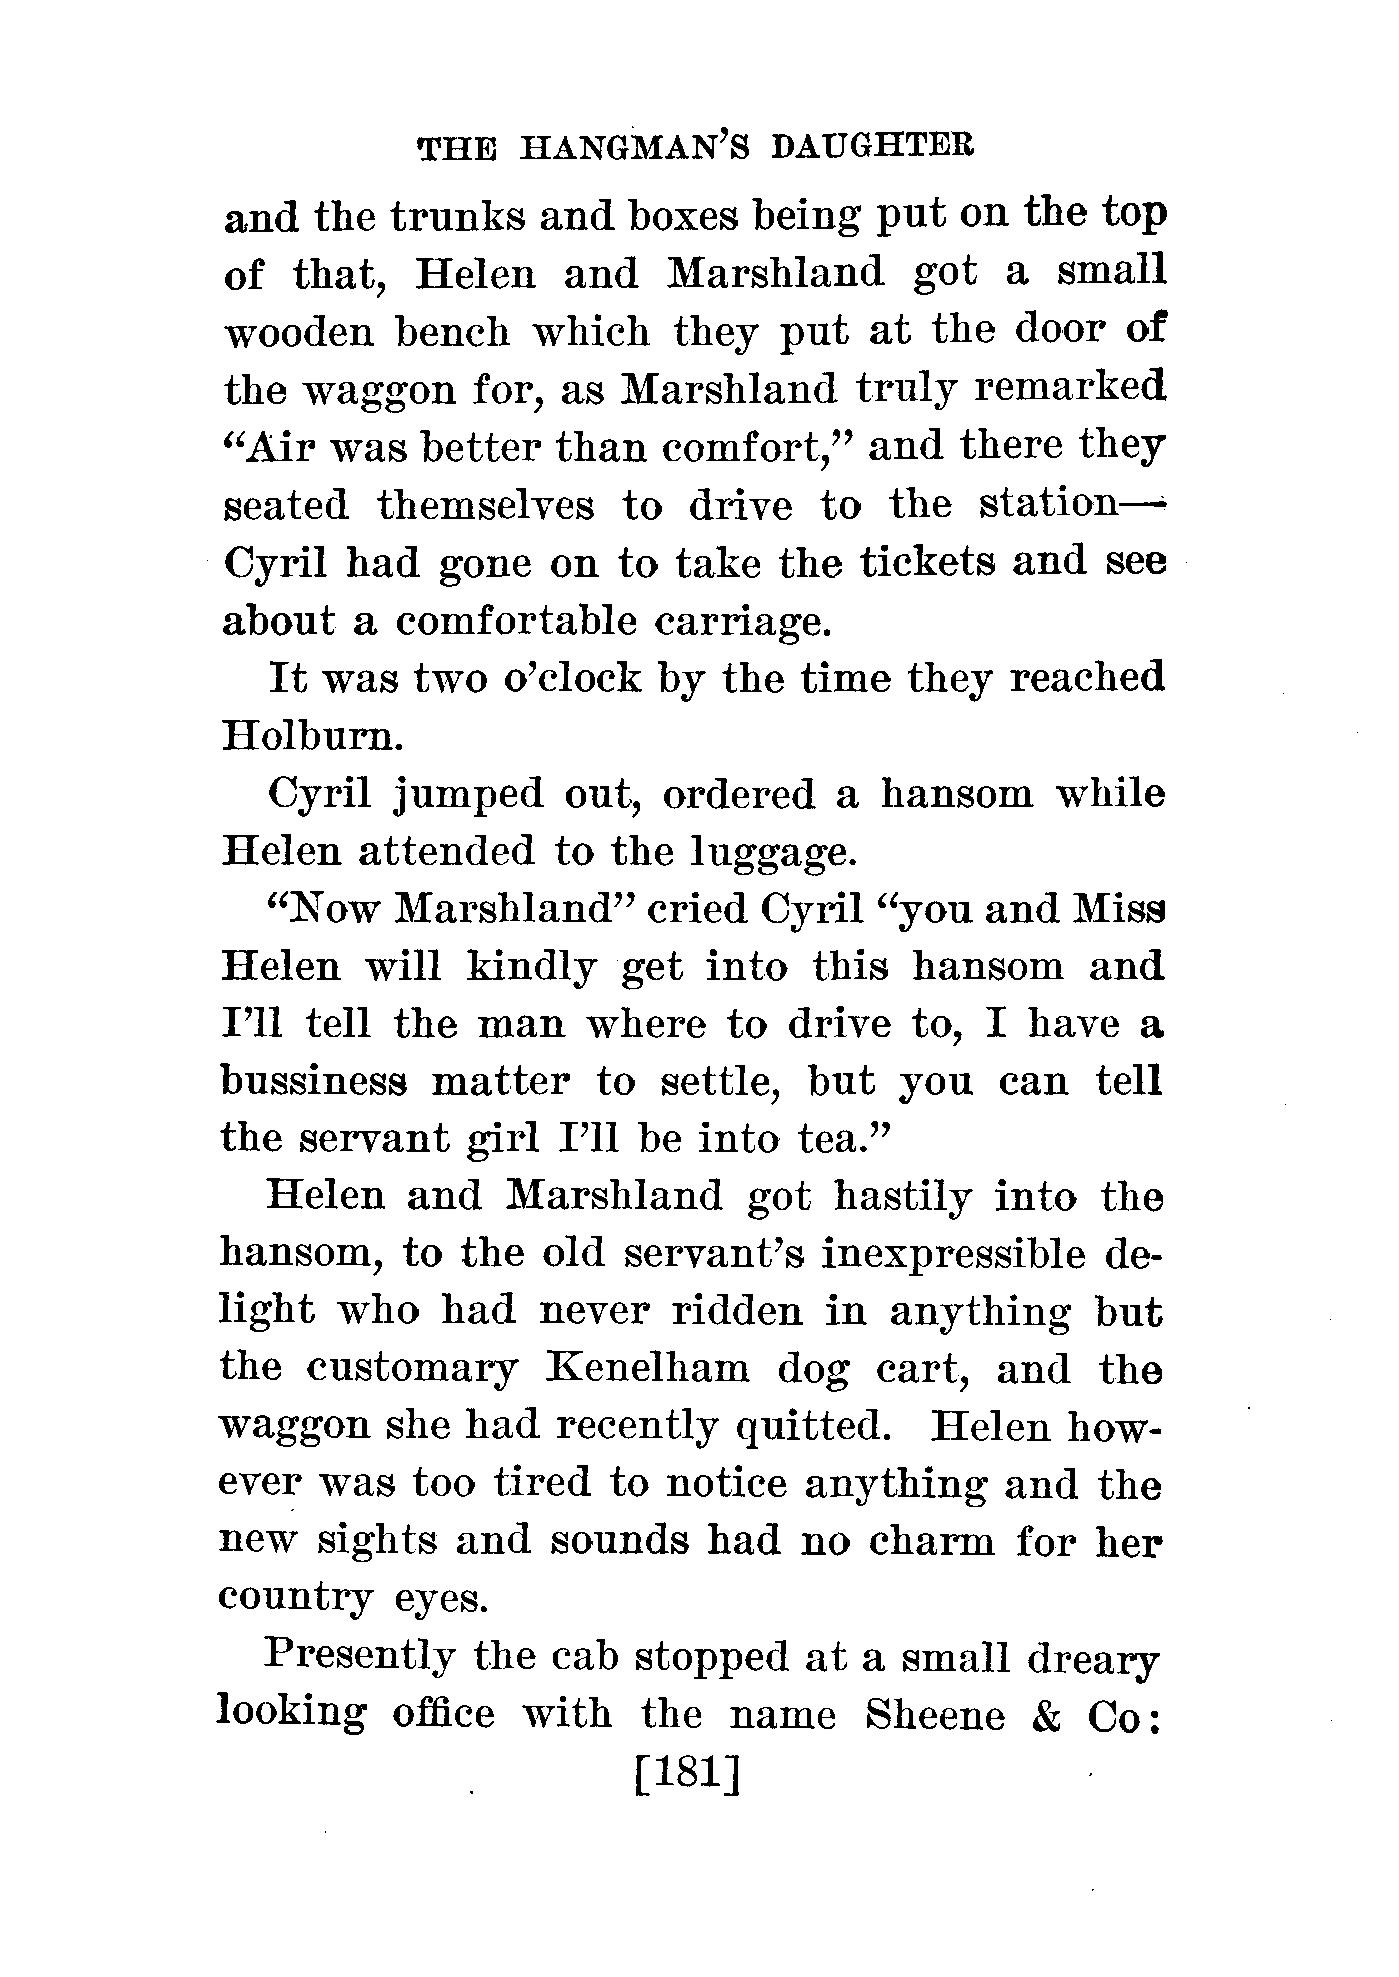 THE HANGMAN'S DAUGHTER
and the trunks and boxes being put on the top
of that, Helen and Marshland got a small
wooden bench which they put at the door of
the waggon for, as Marshland truly remarked
“Air was better than comfort,” and there they
seated themselves to drive to the station—
Cyril had gone on to take the tickets and see
about a comfortable carriage.
It was two o'clock by the time they reached
Holburn.
Cyril jumped out, ordered a hansom while
Helen attended to the luggage.
“Now Marshland” cried Cyril “you and Miss
Helen will kindly get into this hansom and
I'll tell the man where to drive to, I have a
bussiness matter to settle, but you can tell
the servant girl I'll be into tea.”
Helen and Marshland got hastily into the
hansom, to the old servant's inexpressible de-
light who had never ridden in anything but
the customary Kenelham dog cart, and the
waggon she had recently quitted. Helen how-
ever was too tired to notice anything and the
new sights and sounds had no charm for her
country eyes.
Presently the cab stopped at a small dreary
looking office with the name Sheene & Co:
[181]